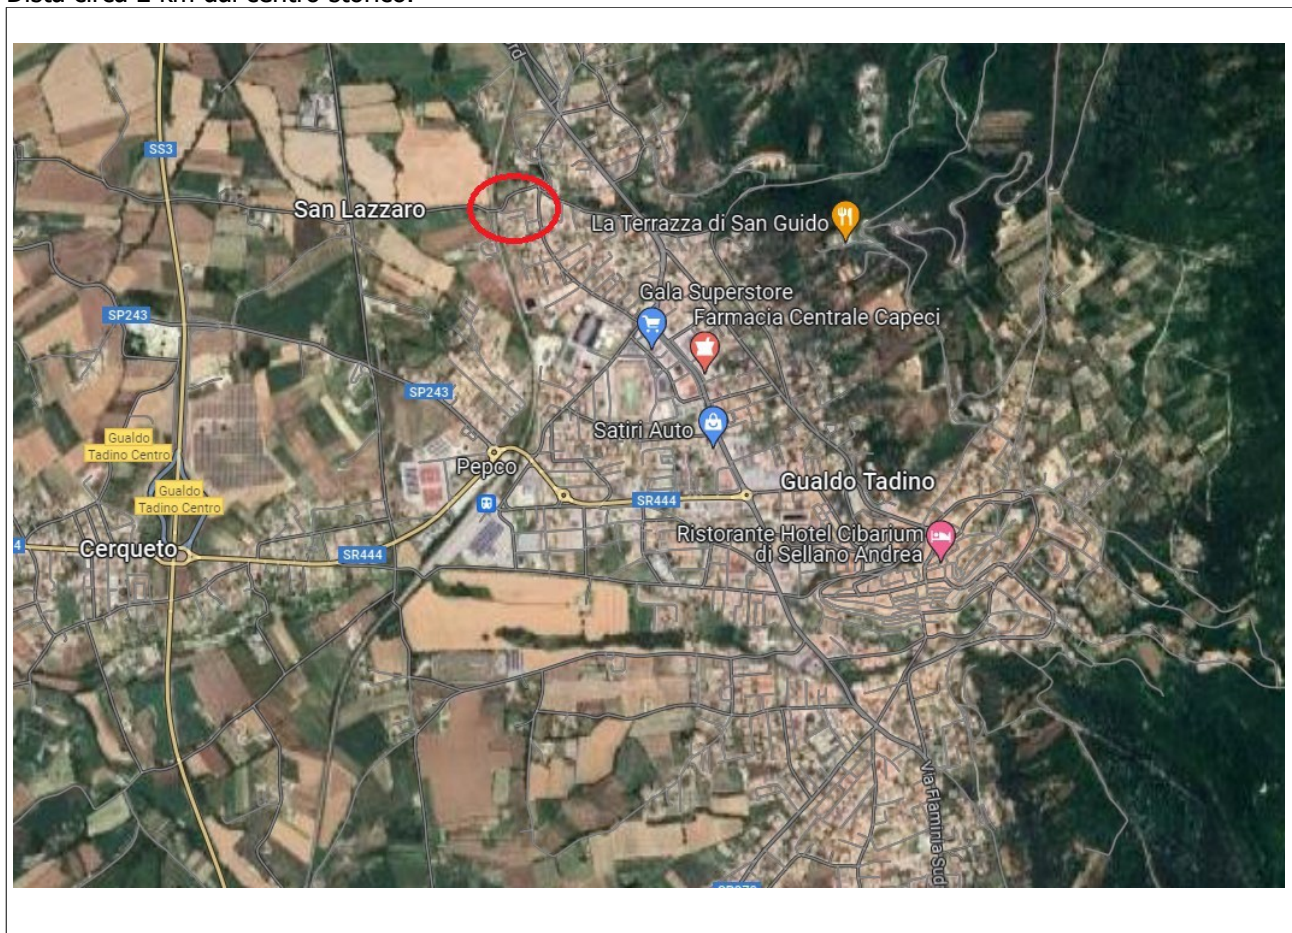 Dista circa 2 km dal centro storico.
SS3
San Lazzaro
La Terrazza di San Guido
Gala Superstore
SP243
Farmacia Centrale Capeci
SP243
Satiri Auto
Gualdo
Tadino Centro
Pepco
Gualdo Tadino
Gualdo
Tadino Centro
SR444
Ristorante Hotel Cibarium
di Sellano Andrea
4
Cerqueto
SR444
Via Flaminia Sud